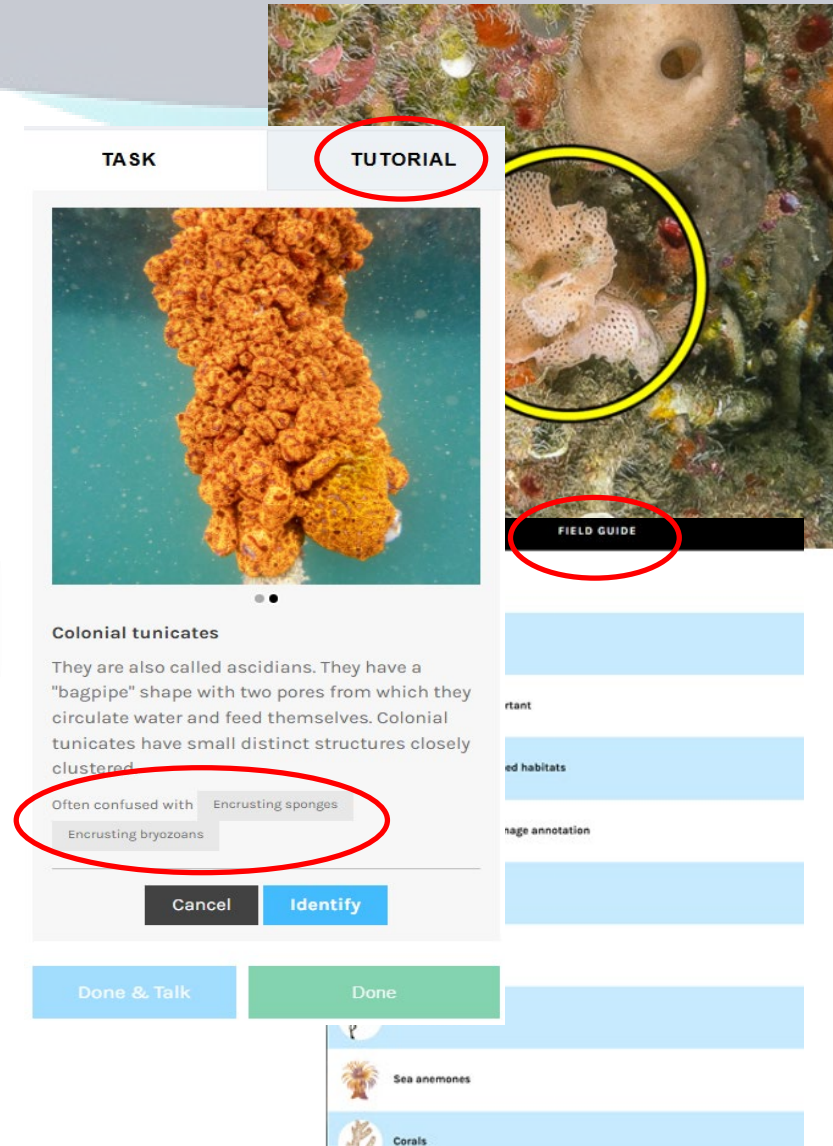 TASK
TUTORIAL
Colonial tunicates
They are also called ascidians. They have a
"bagpipe" shape with two pores from which they
circulate water and feed themselves. Colonial
tunicates have small distinct structures closely
clustered
Often confused with Encrusting sponges
Encrusting bryozoans
Cancel Identify
Done & Talk Done
FIELD GUIDE
rtant
ed habitats
nage annotation
Sea anemones
Corals